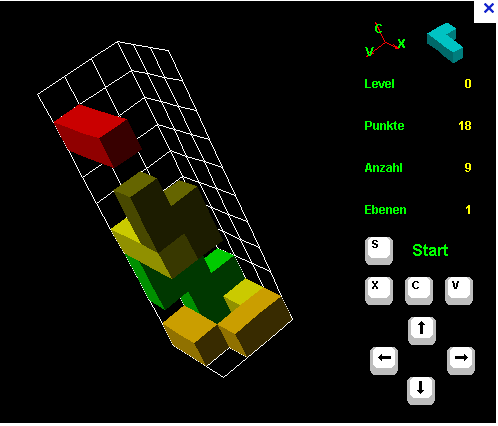 ×
C
V X
Level 0
Punkte 18
Anzahl 9
Ebenen 1
S Start
X C V
↑
← →
↓